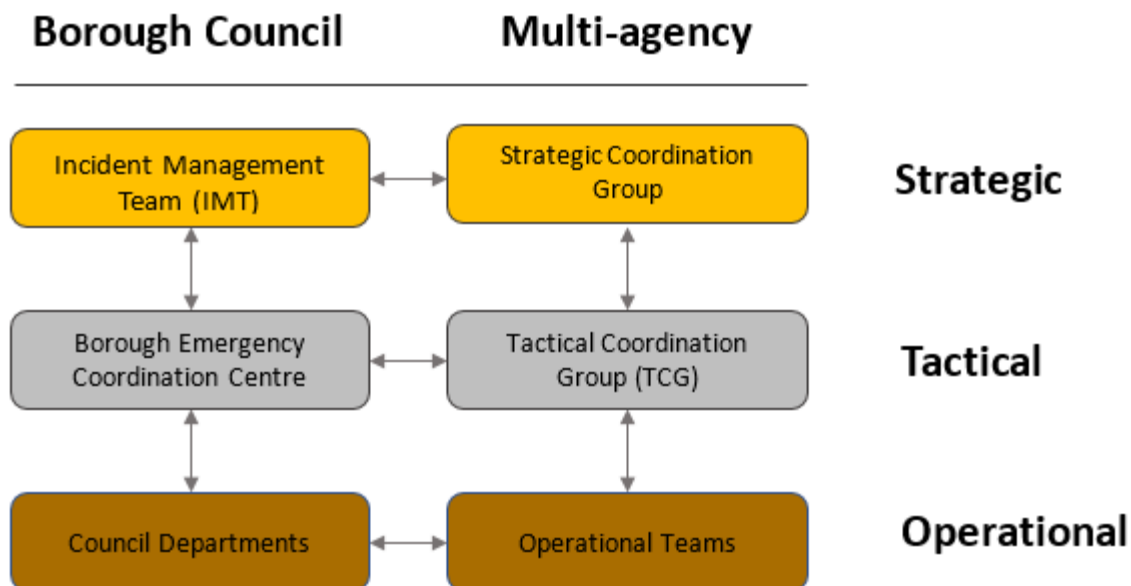 Borough Council
Multi-agency
Incident Management
Team (IMT)
Strategic Coordination
Group
Strategic
Borough Emergency
Coordination Centre
Tactical Coordination
Group (TCG)
Tactical
Council Departments
Operational Teams
Operational